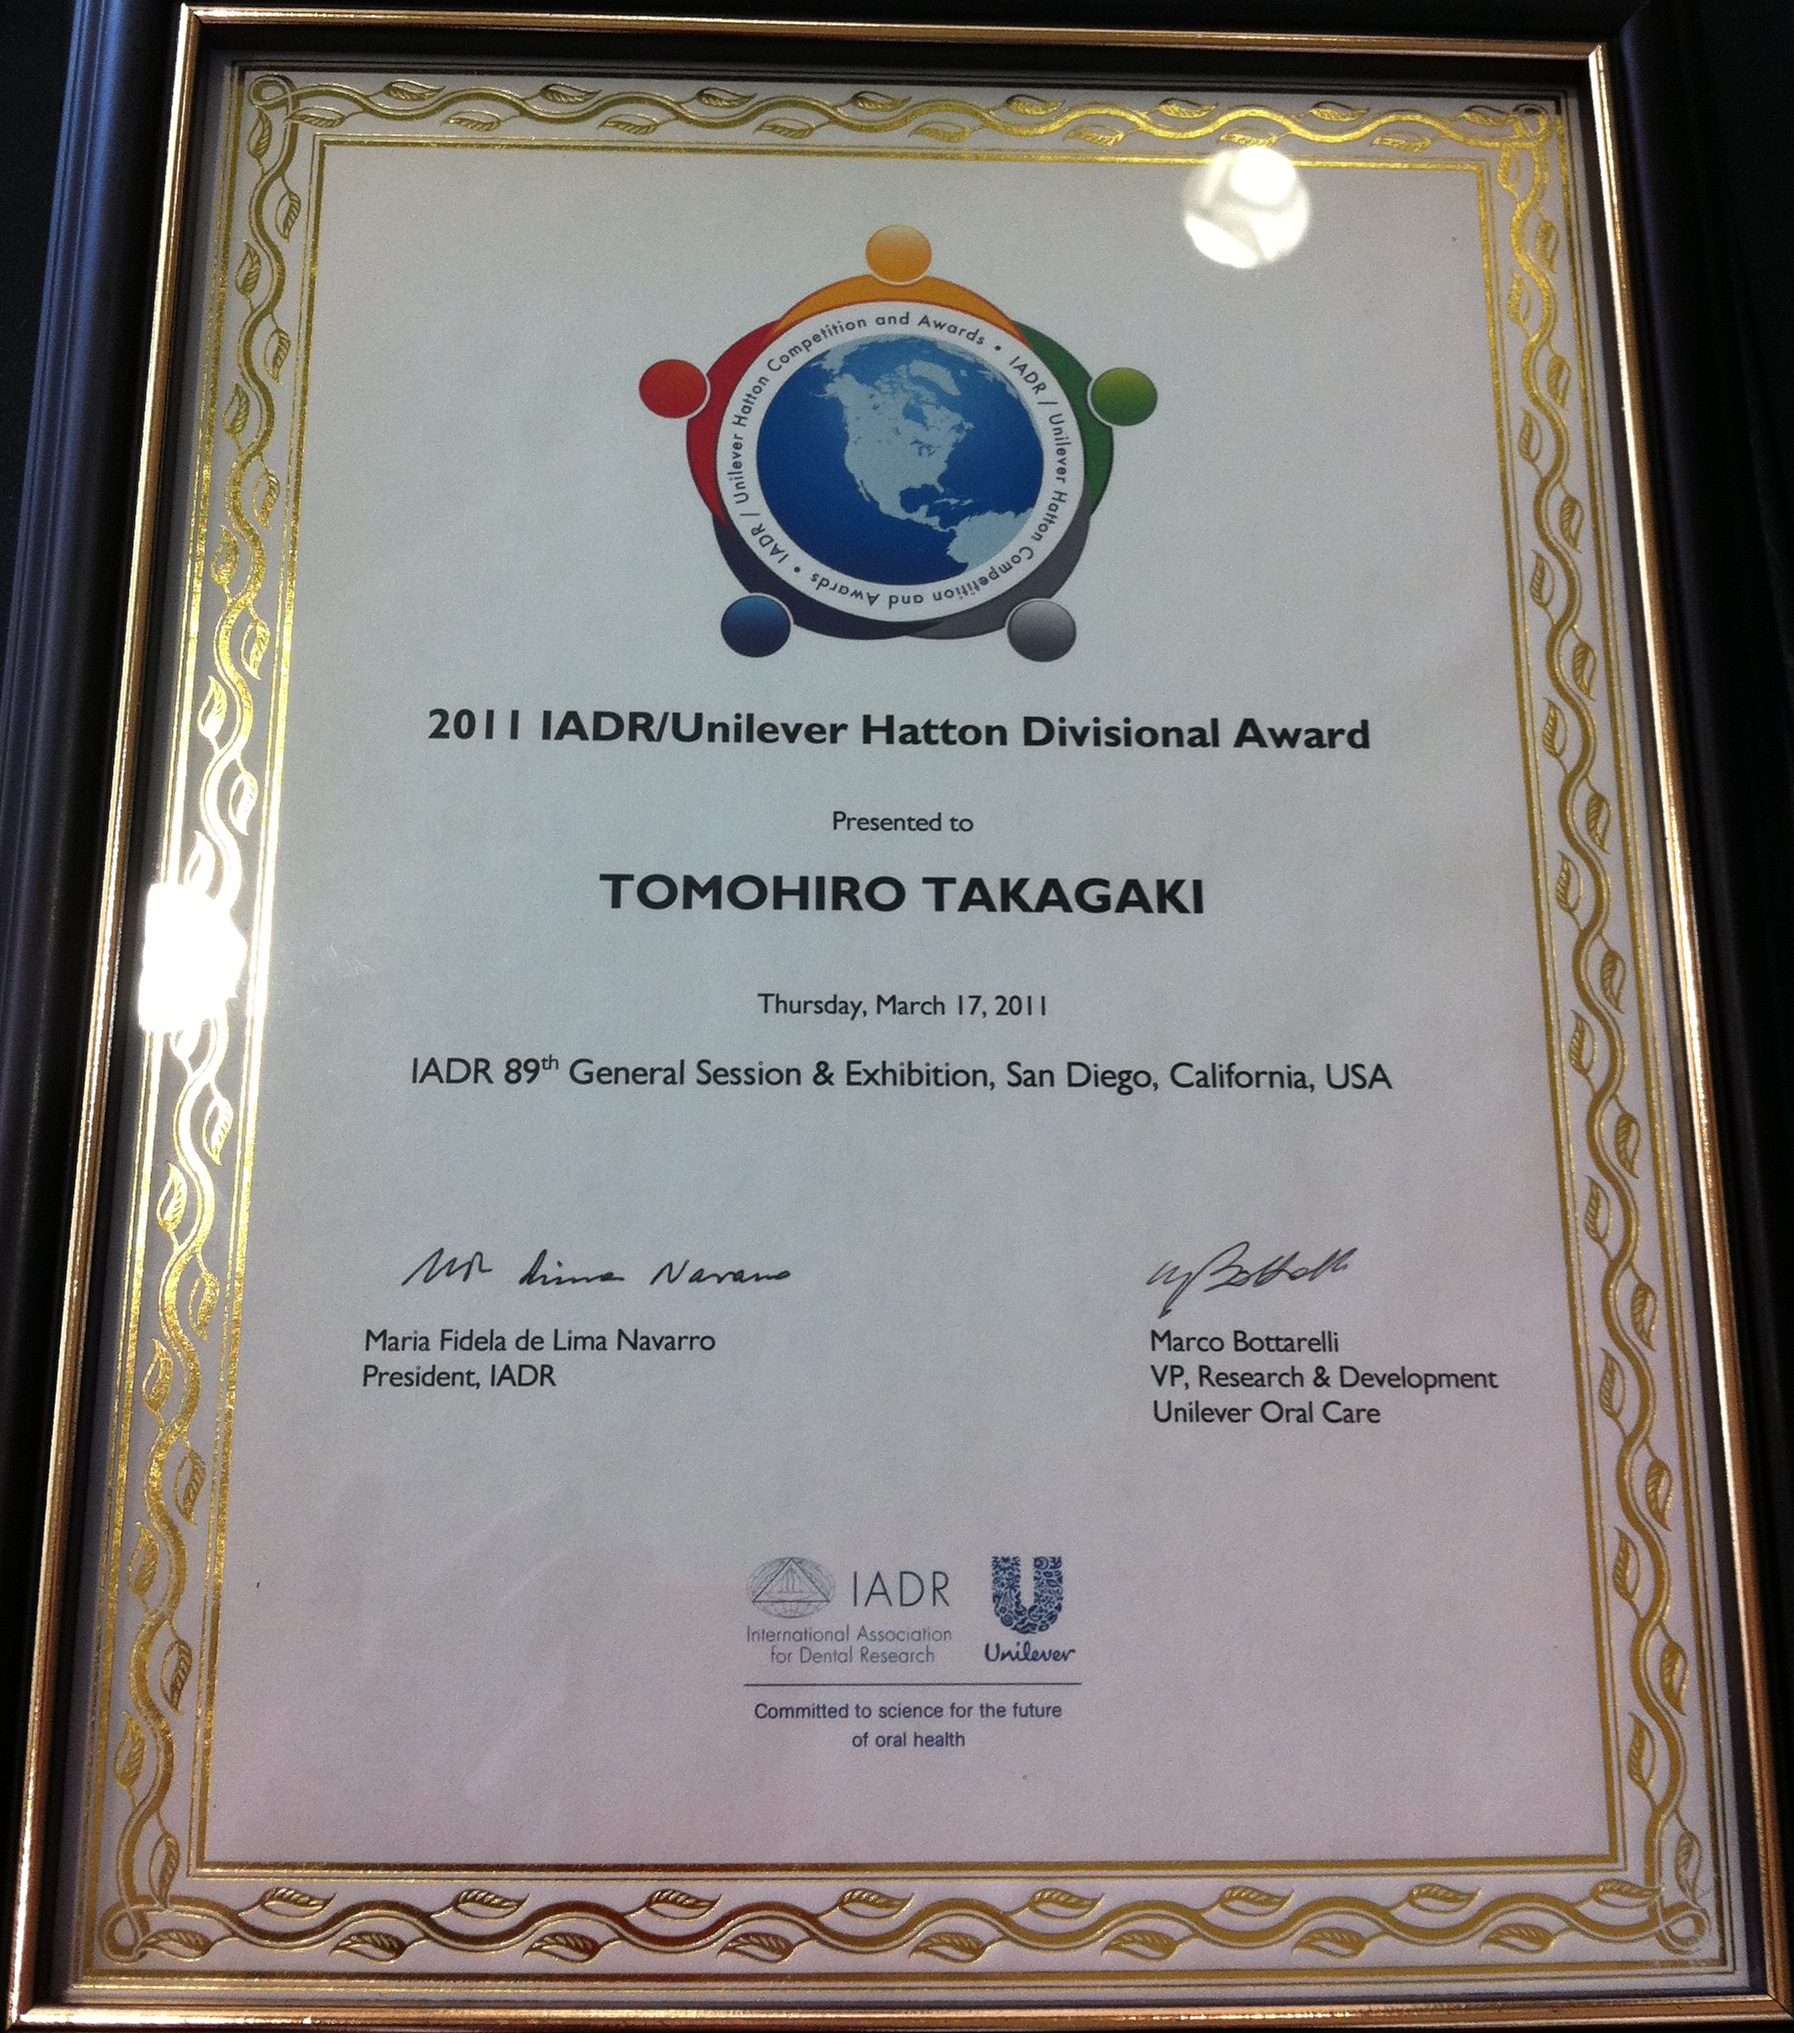 IADR / Unilever Hatton Competition and Awards • IADR / Unilever Hatton Competition and Awards •
2011 IADR/Unilever Hatton Divisional Award
Presented to
TOMOHIRO TAKAGAKI
Thursday, March 17, 2011
IADR 89th General Session & Exhibition, San Diego, California, USA
Maria Fidela de Lima Navarro
President, IADR
Marco Bottarelli
VP, Research & Development
Unilever Oral Care
IADR
International Association
for Dental Research
Unilever
Committed to science for the future
of oral health